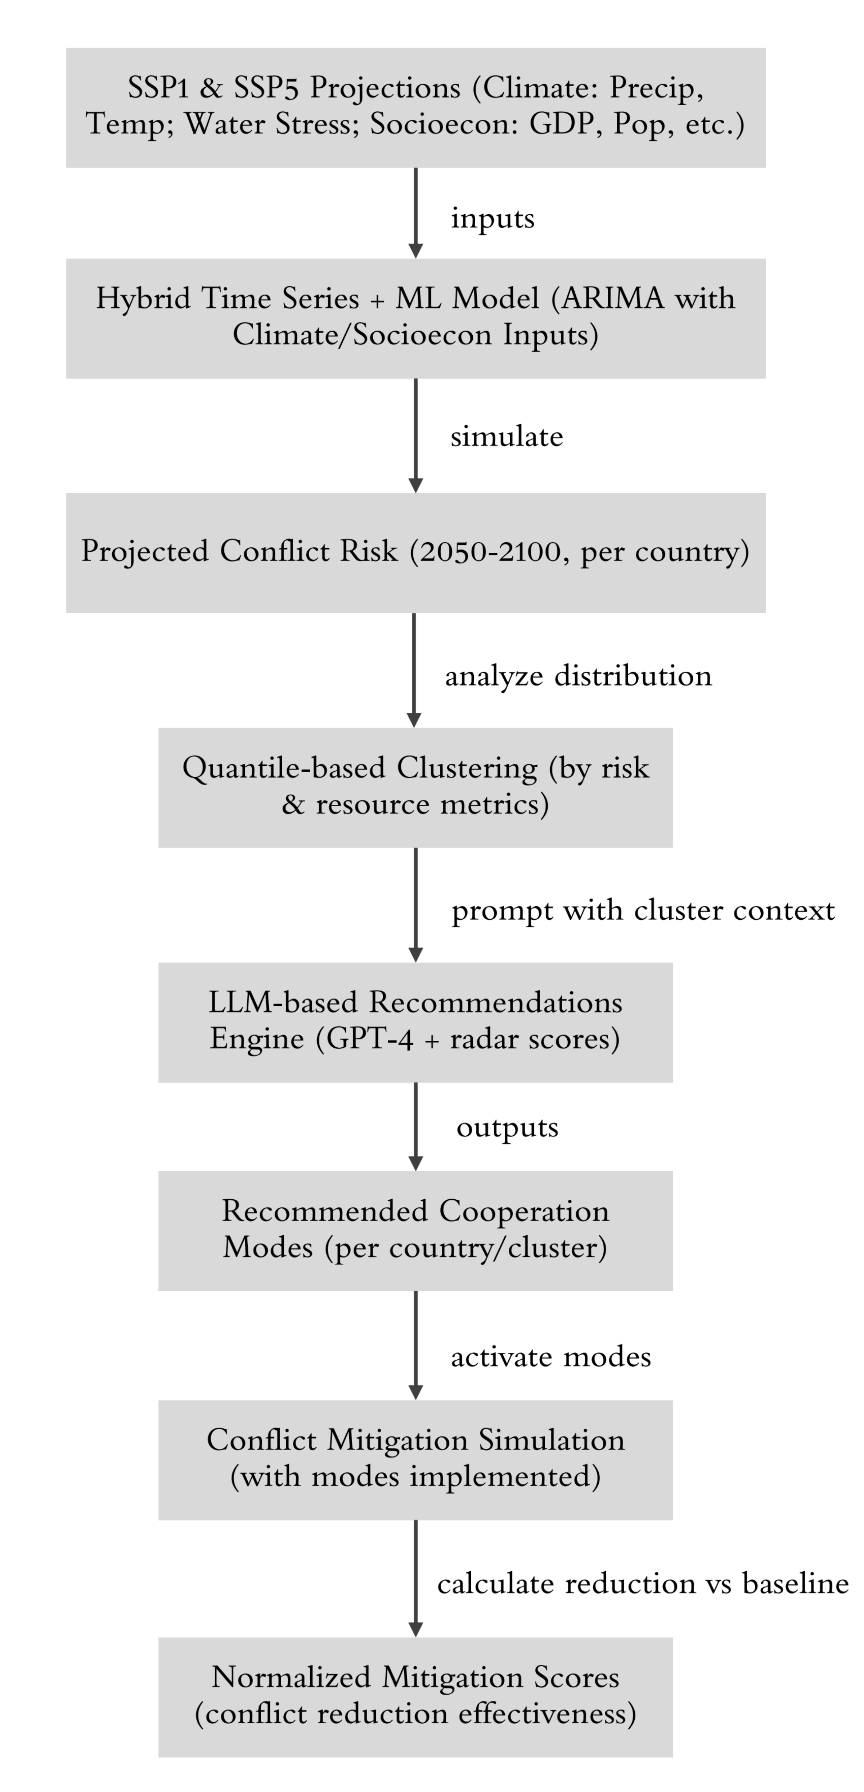 SSP1 & SSP5 Projections (Climate: Precip,
Temp; Water Stress; Socioecon: GDP, Pop, etc.)
inputs
Hybrid Time Series + ML Model (ARIMA with
Climate/Socioecon Inputs)
simulate
Projected Conflict Risk (2050-2100, per country)
analyze distribution
Quantile-based Clustering (by risk
& resource metrics)
prompt with cluster context
LLM-based Recommendations
Engine (GPT-4 + radar scores)
outputs
Recommended Cooperation
Modes (per country/cluster)
activate modes
Conflict Mitigation Simulation
(with modes implemented)
calculate reduction vs baseline
Normalized Mitigation Scores
(conflict reduction effectiveness)